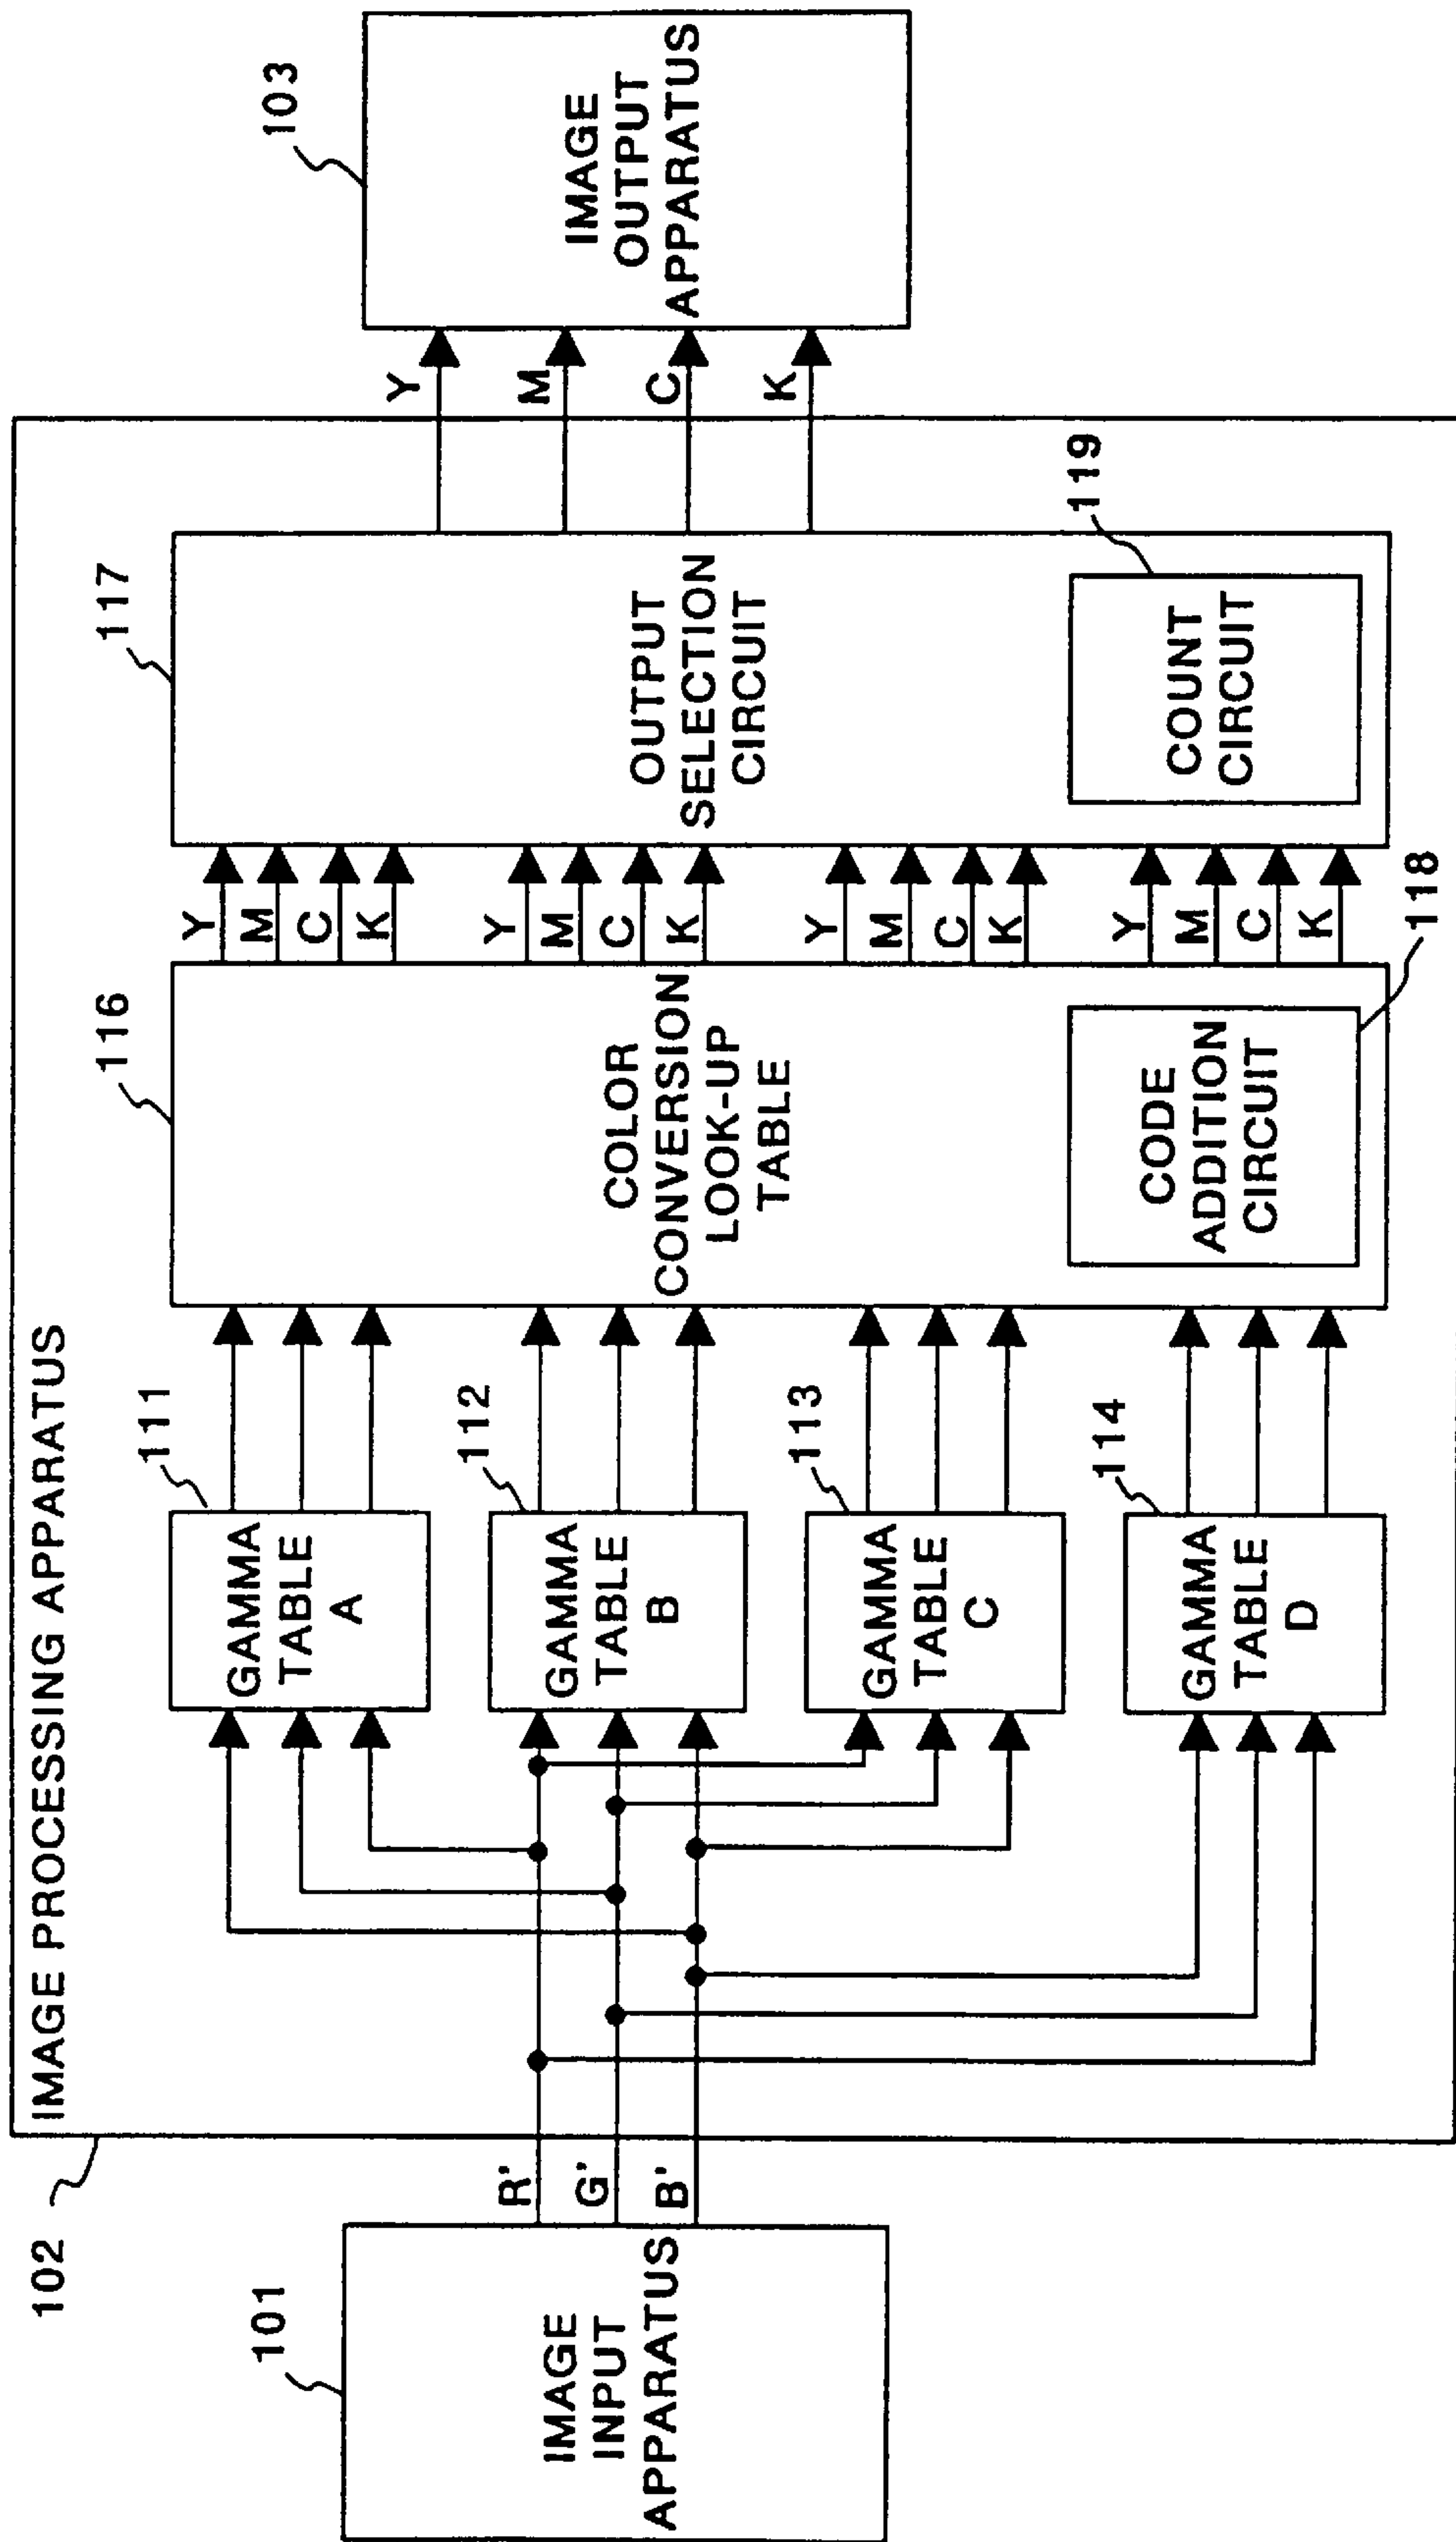 102
IMAGE PROCESSING APPARATUS
101
IMAGE
INPUT
APPARATUS
R'
G'
B'
111
GAMMA
TABLE
A
112
GAMMA
TABLE
B
113
GAMMA
TABLE
C
114
GAMMA
TABLE
D
116
COLOR
CONVERSION
LOOK-UP
TABLE
CODE
ADDITION
CIRCUIT
118
Y
M
C
K
Y
M
C
K
Y
M
C
K
Y
M
C
K
117
OUTPUT
SELECTION
CIRCUIT
COUNT
CIRCUIT
119
Y
M
C
K
103
IMAGE
OUTPUT
APPARATUS